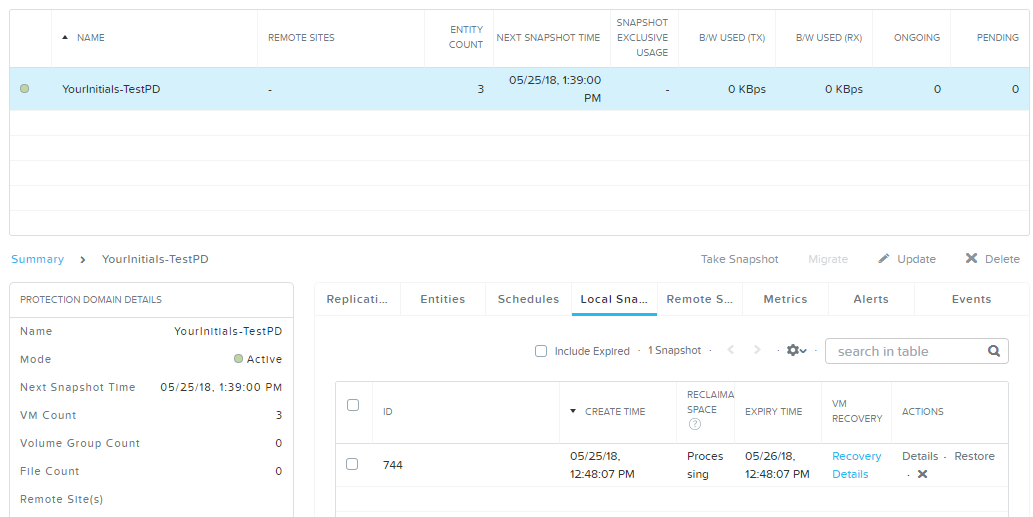 NAME
REMOTE SITES
ENTITY
COUNT
NEXT SNAPSHOT TIME
SNAPSHOT
EXCLUSIVE
USAGE
B/W USED (TX)
B/W USED (RX)
ONGOING
PENDING
YourInitials-TestPD
-
3
05/25/18, 1:39:00
PM
-
0 KBps
0 KBps
0
0
Summary › YourInitials-TestPD
Take Snapshot
Migrate
Update
Delete
PROTECTION DOMAIN DETAILS
Name YourInitials-TestPD
Mode Active
Next Snapshot Time 05/25/18, 1:39:00 PM
VM Count 3
Volume Group Count 0
File Count 0
Remote Site(s)
Replicati...
Entities
Schedules
Local Sna...
Remote S...
Metrics
Alerts
Events
Include Expired · 1 Snapshot · < > · ·
search in table
ID
CREATE TIME
RECLAIMA
SPACE
?
EXPIRY TIME
VM
RECOVERY
ACTIONS
744
05/25/18,
12:48:07 PM
Proces
sing
05/26/18,
12:48:07 PM
Recovery
Details
Details · Restore
·